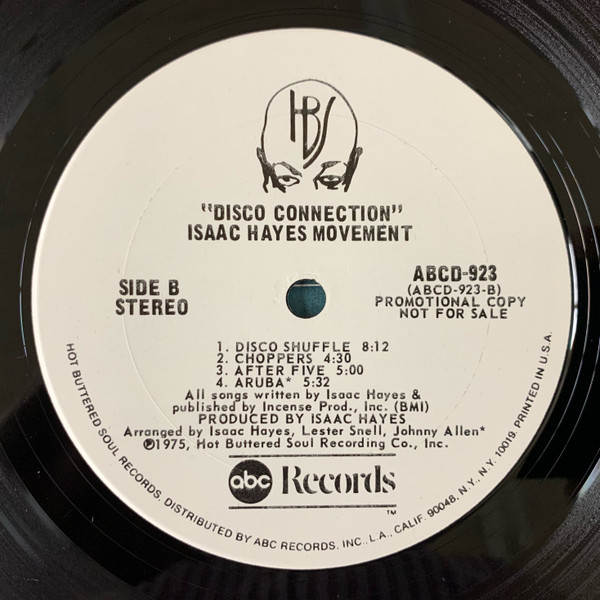 HBS
"DISCO CONNECTION"
ISAAC HAYES MOVEMENT
SIDE B
STEREO
ABCD-923
(ABCD-923-B)
PROMOTIONAL COPY
NOT FOR SALE
1. DISCO SHUFFLE 8:12
2. CHOPPERS 4:30
3. AFTER FIVE 5:00
4. ARUBA* 5:32
All songs written by Isaac Hayes &
published by Incense Prod., Inc. (BMI)
PRODUCED BY ISAAC HAYES
Arranged by Isaac Hayes, Lester Snell, Johnny Allen*
℗1975, Hot Buttered Soul Recording Co., Inc.
abc Records
™
HOT BUTTERED SOUL RECORDS. DISTRIBUTED BY ABC RECORDS. INC., L.A., CALIF. 90048, N.Y., N.Y. 10019. PRINTED IN U.S.A.